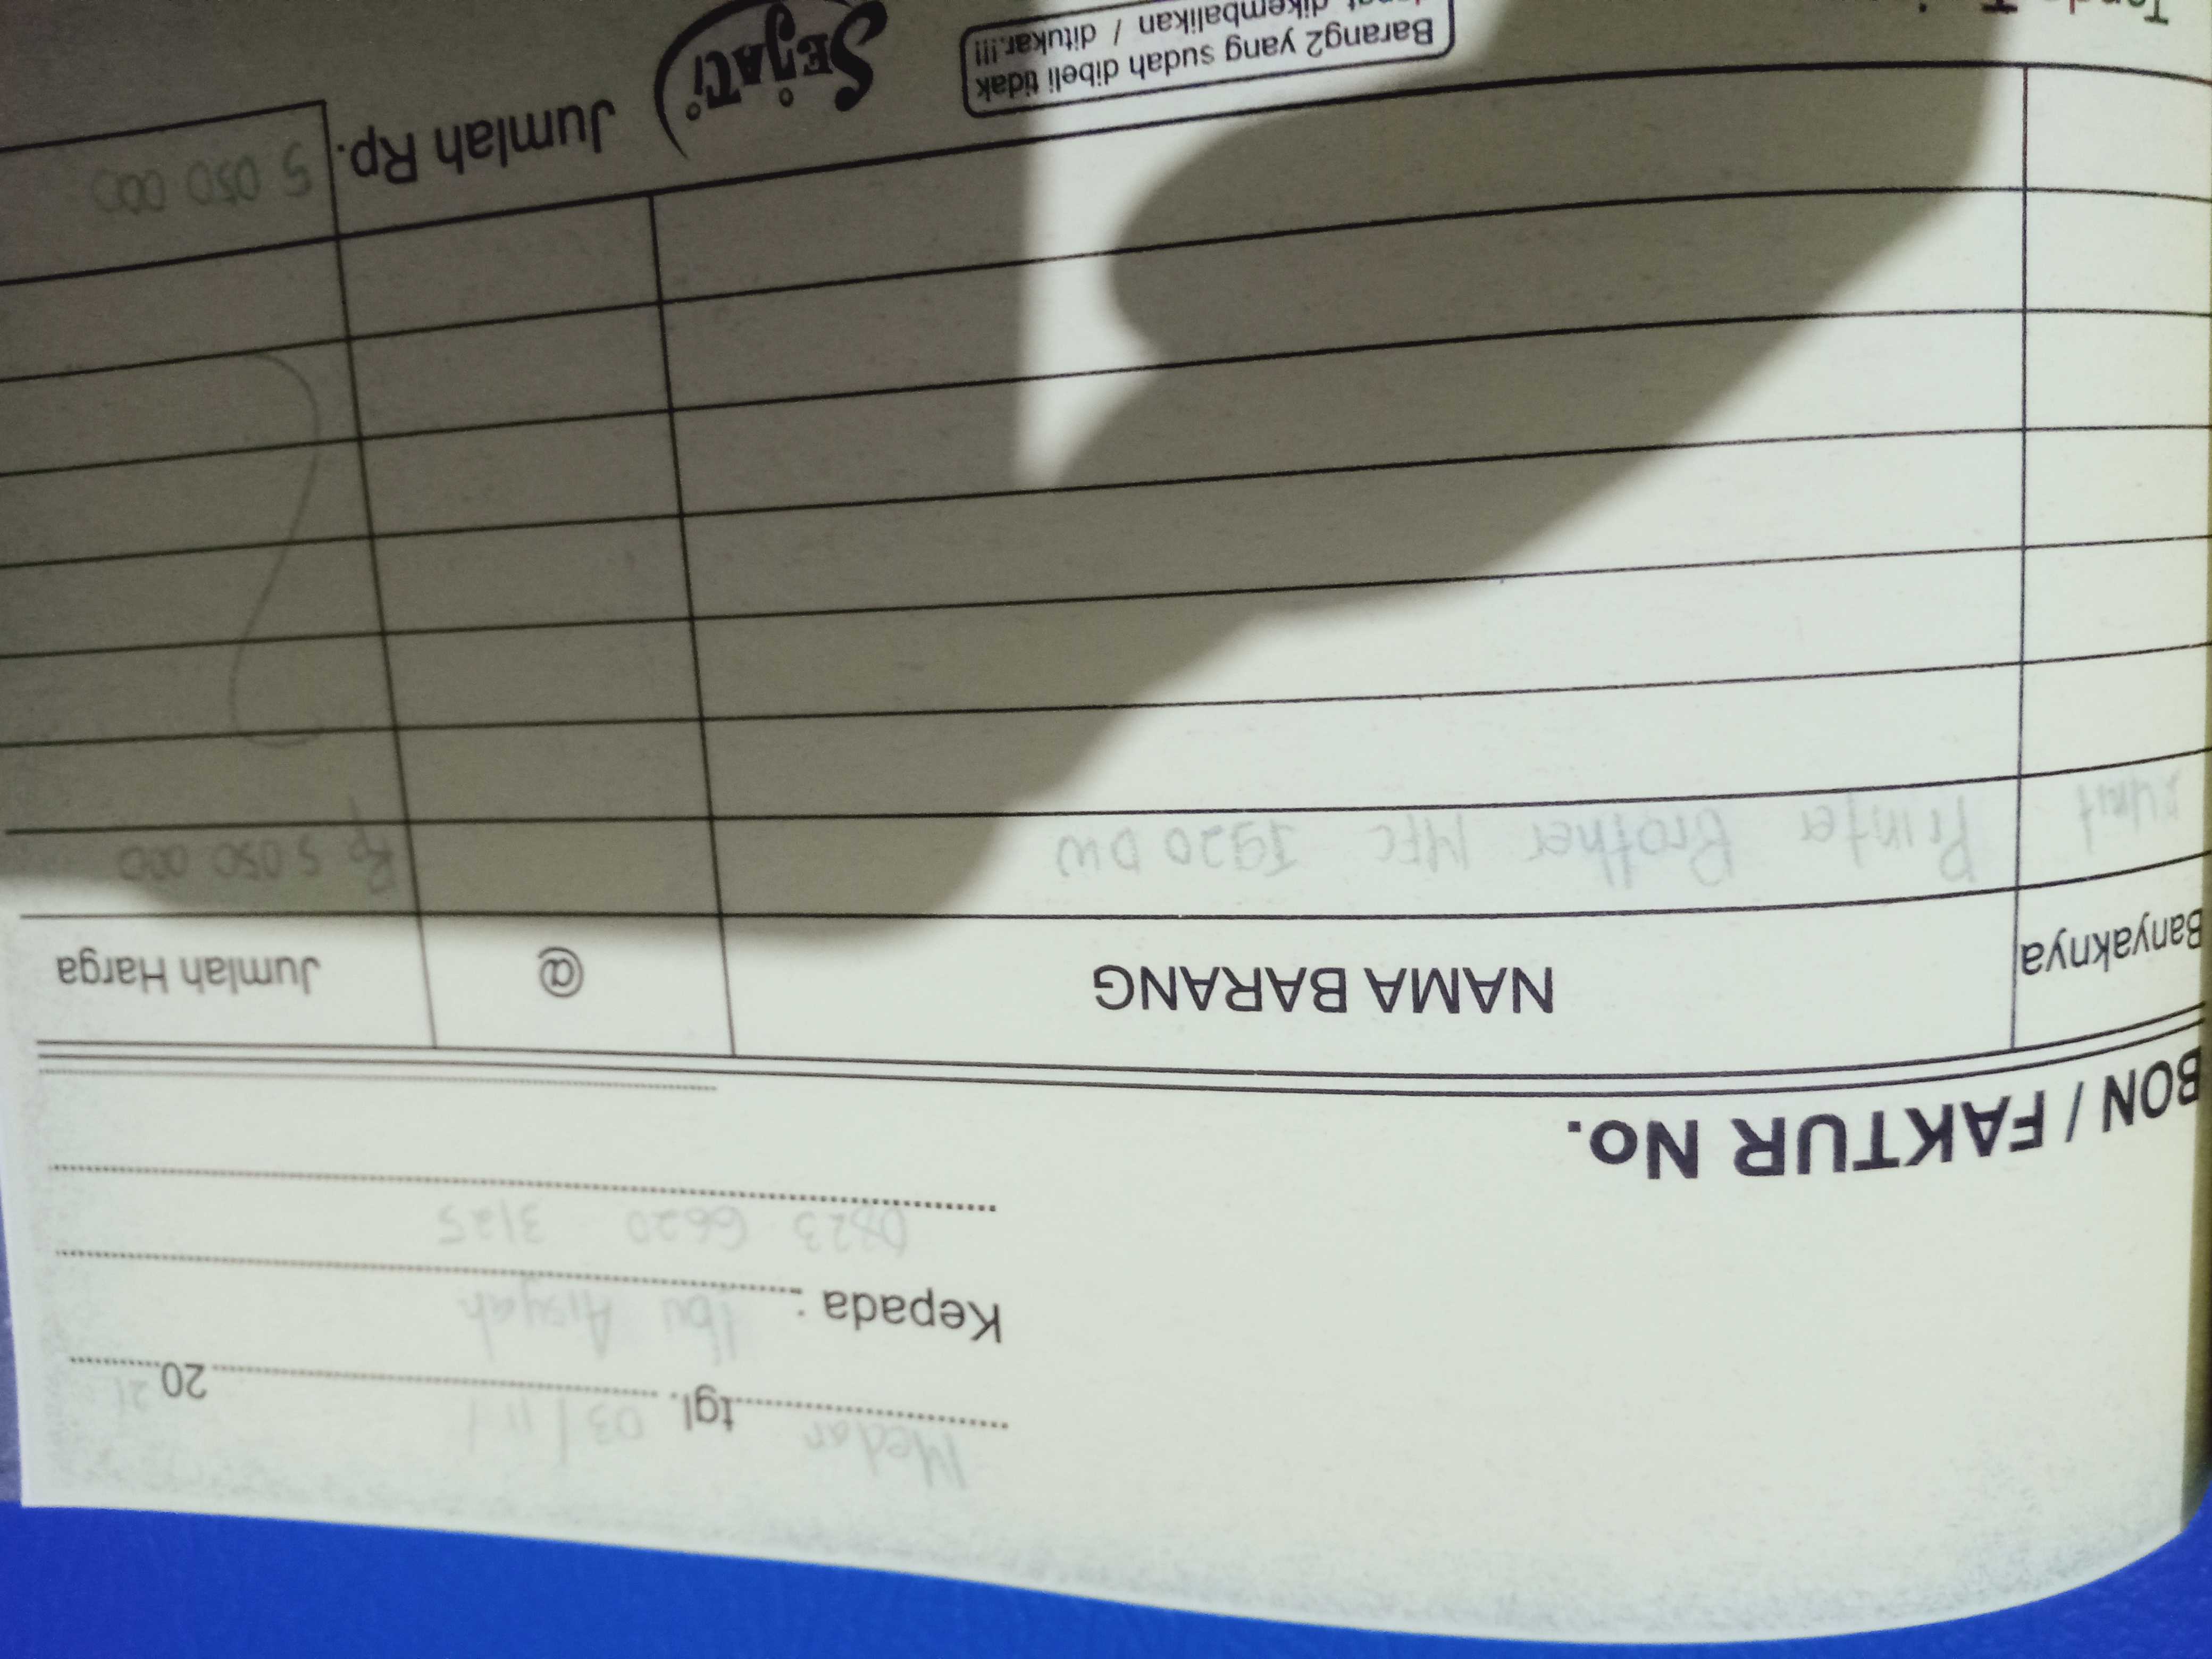 Medan tgl. 03/11/ 20 21
Kepada : Ibu Aisyah
0823 6620 3125
BON / FAKTUR No.
Banyaknya NAMA BARANG @ Jumlah Harga
unit Printer Brother MFC J920 DW Rp 5 050 000
Barang2 yang sudah dibeli tidak
dikembalikan / ditukar.!!!
SEJATI
Jumlah Rp. 5 050 000